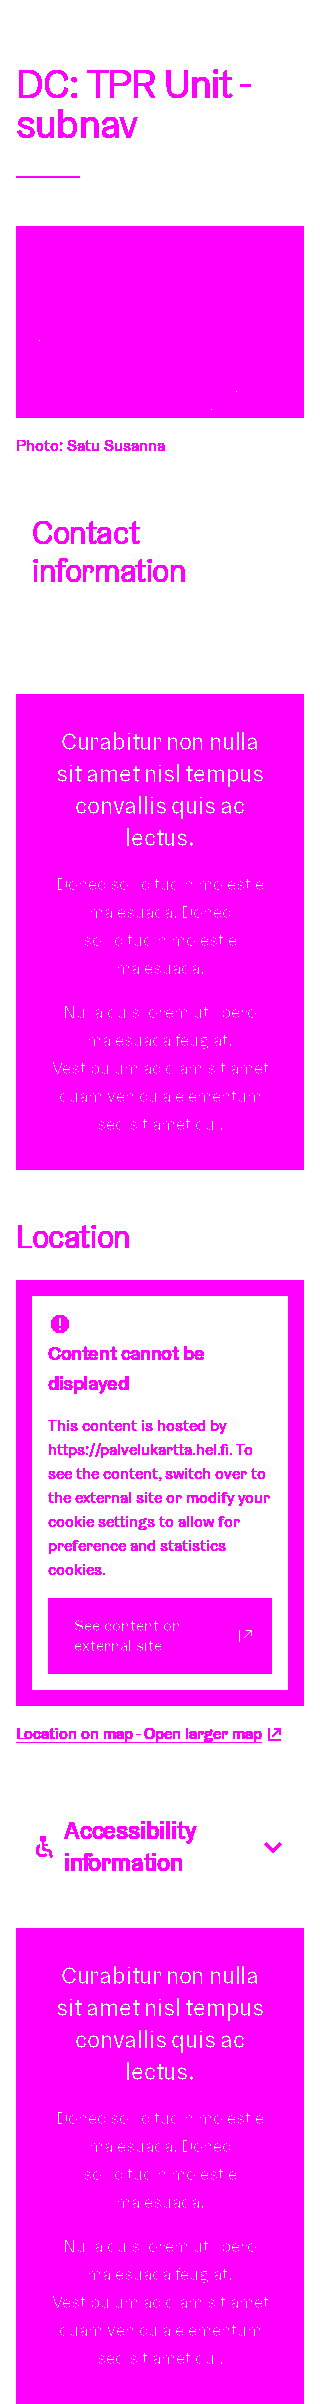 DC: TPR Unit -
subnav
Photo: Satu Susanna
Contact
information
Curabitur non nulla
sit amet nisl tempus
convallis quis ac
lectus.
Donec sollicitudin molestie
malesuada. Donec
sollicitudin molestie
malesuada.
Nulla quis lorem ut libero
malesuada feugiat.
Vestibulum ac diam sit amet
quam vehicula elementum
sed sit amet dui.
Location
Content cannot be
displayed
This content is hosted by
https://palvelukartta.hel.fi. To
see the content, switch over to
the external site or modify your
cookie settings to allow for
preference and statistics
cookies.
See content on
external site
Location on map - Open larger map
Accessibility
information
Curabitur non nulla
sit amet nisl tempus
convallis quis ac
lectus.
Donec sollicitudin molestie
malesuada. Donec
sollicitudin molestie
malesuada.
Nulla quis lorem ut libero
malesuada feugiat.
Vestibulum ac diam sit amet
quam vehicula elementum
sed sit amet dui.